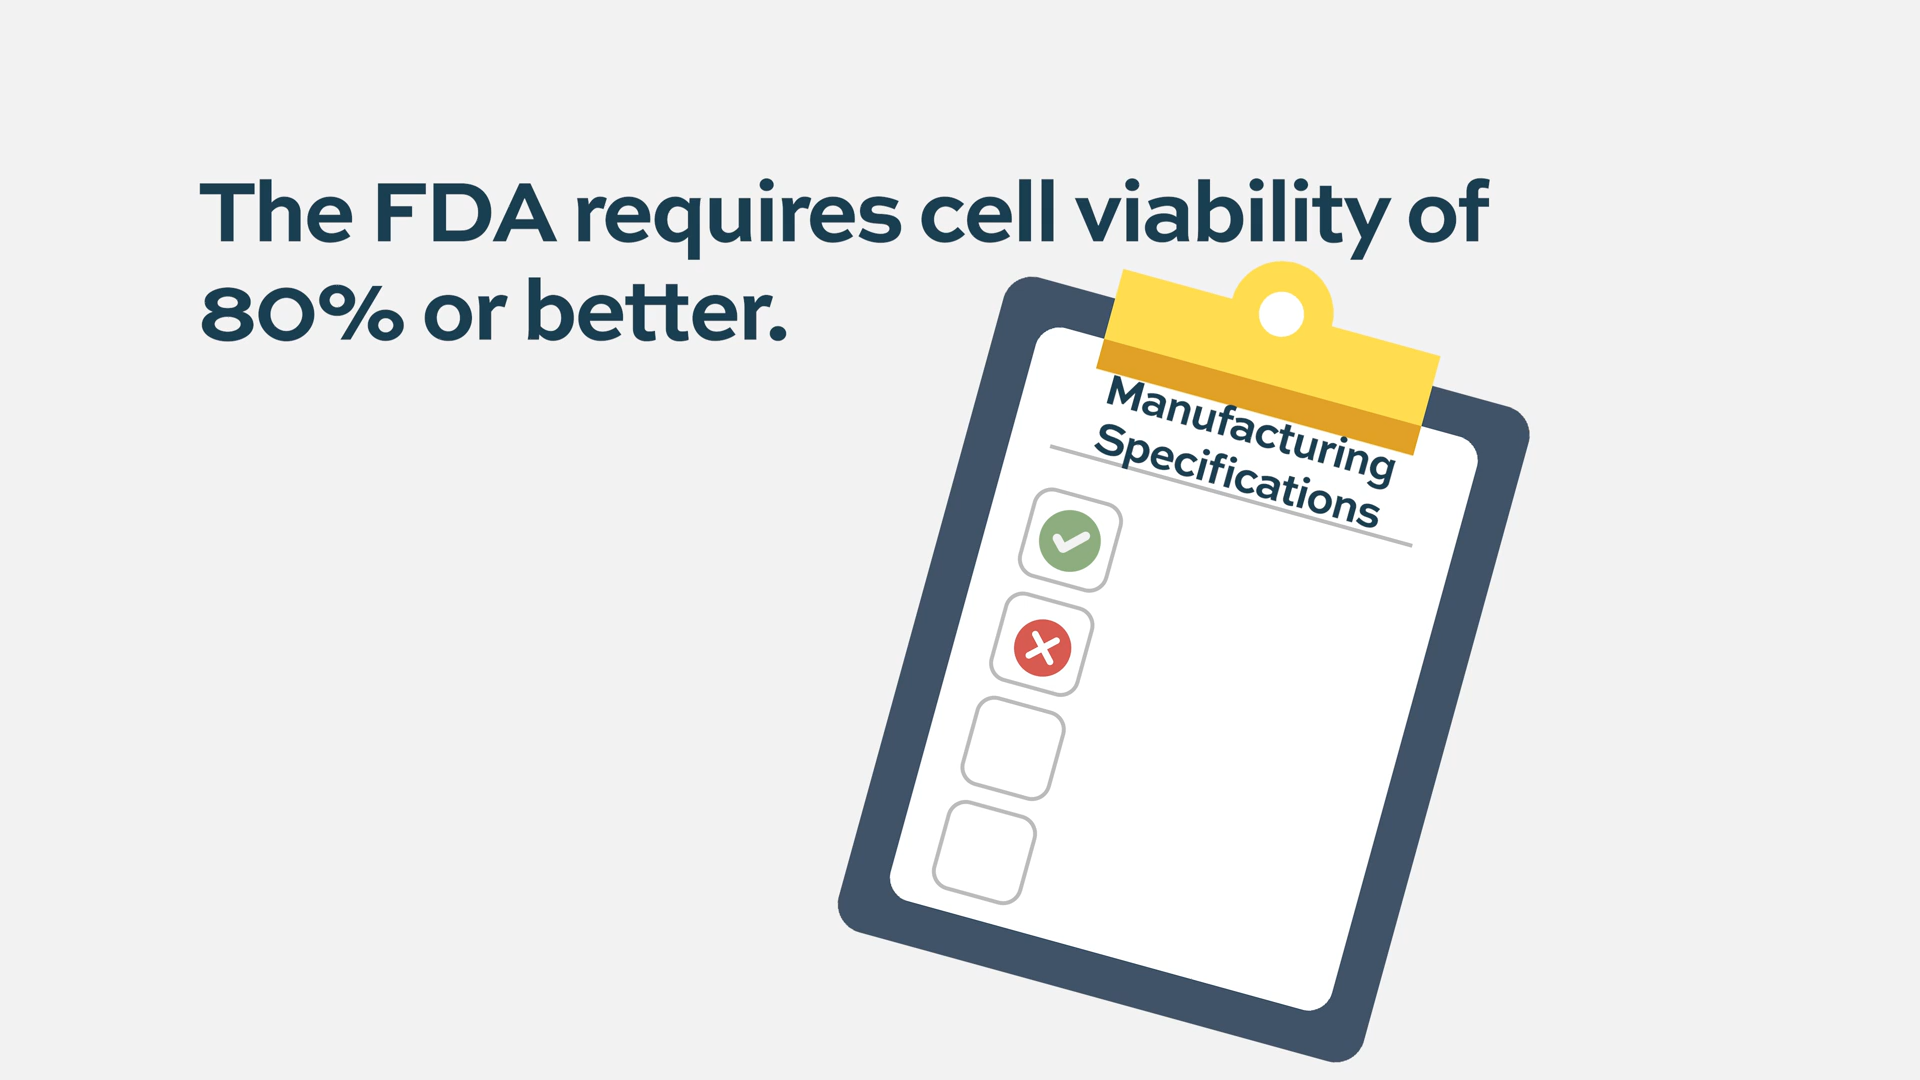 The FDA requires cell viability of
80% or better.
Manufacturing
Specifications